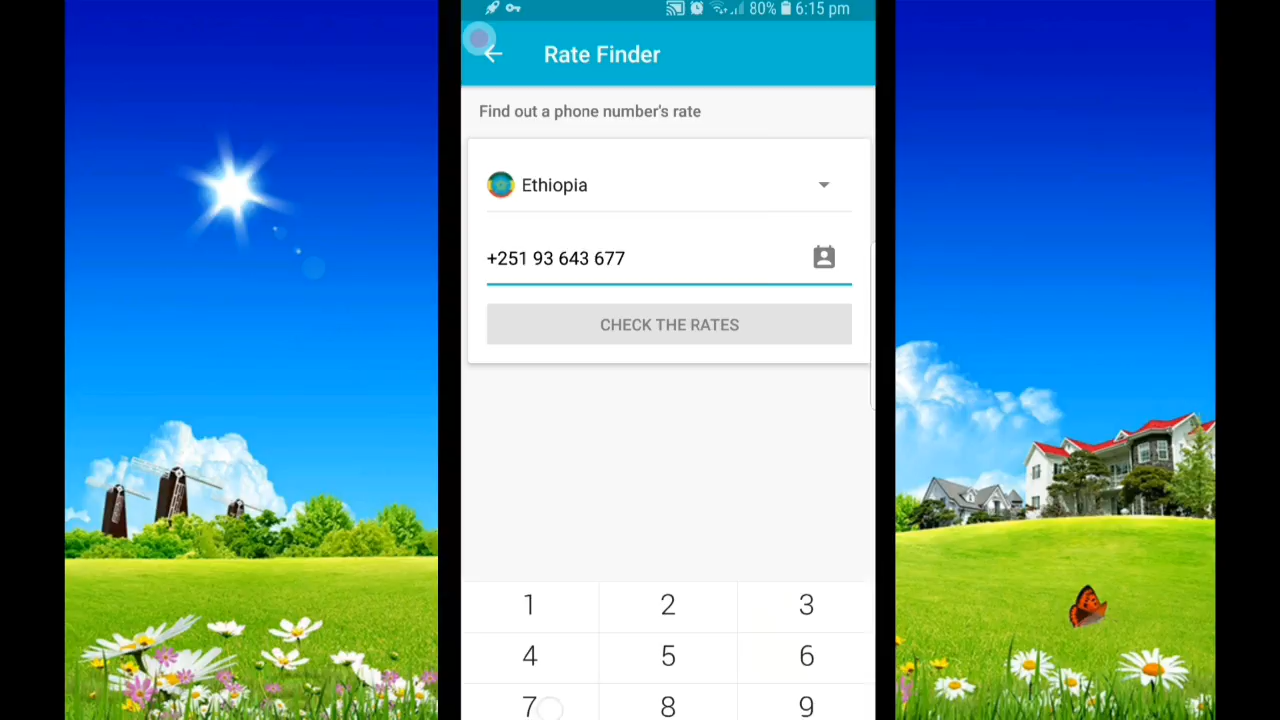 80% 6:15 pm
Rate Finder
Find out a phone number's rate
Ethiopia
+251 93 643 677
CHECK THE RATES
1 2 3
4 5 6
7 8 9